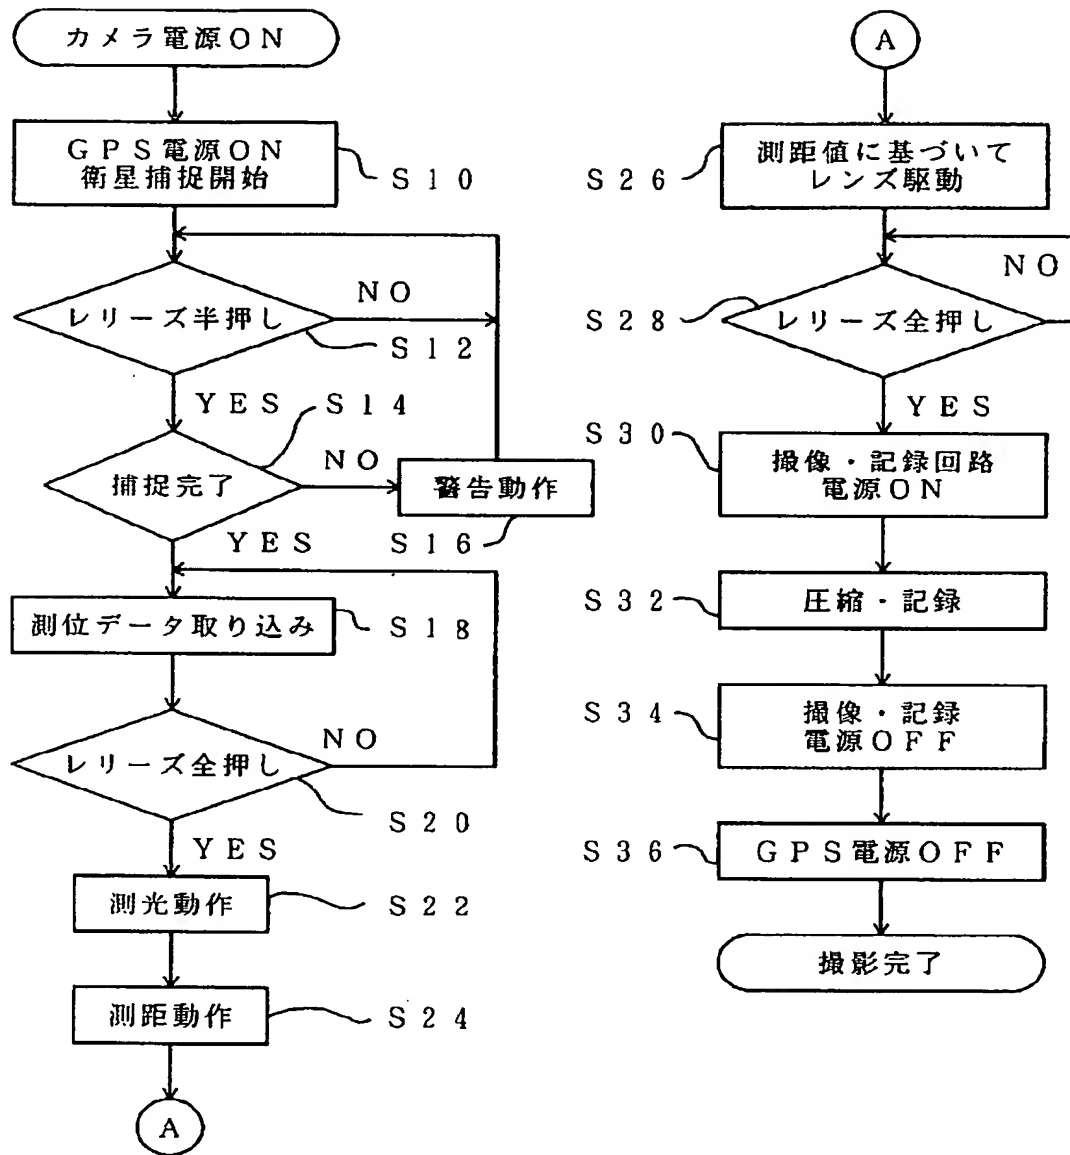 カメラ電源ON
GPS電源ON
衛星捕捉開始
S10
レリーズ半押し
NO
S12
YES
S14
捕捉完了
NO
警告動作
S16
YES
測位データ取り込み
S18
レリーズ全押し
NO
S20
YES
測光動作
S22
測距動作
S24
A
A
測距値に基づいて
レンズ駆動
S26
NO
S28
レリーズ全押し
YES
S30
撮像・記録回路
電源ON
S32
圧縮・記録
S34
撮像・記録
電源OFF
S36
GPS電源OFF
撮影完了